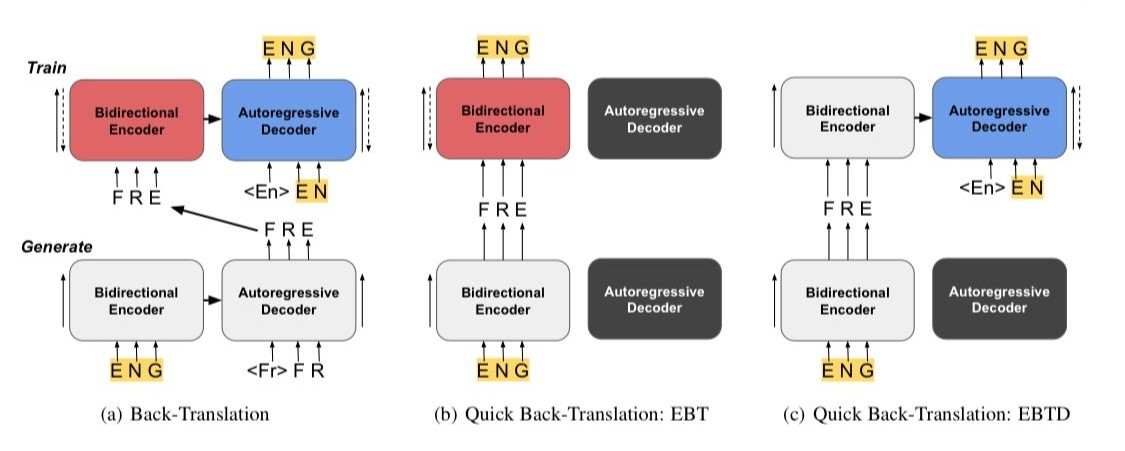 E N G
Train
Bidirectional
Encoder
Autoregressive
Decoder
F R E
<En> E N
F R E
Generate
Bidirectional
Encoder
Autoregressive
Decoder
E N G
<Fr> F R
(a) Back-Translation
E N G
Bidirectional
Encoder
Autoregressive
Decoder
F R E
Bidirectional
Encoder
Autoregressive
Decoder
E N G
(b) Quick Back-Translation: EBT
E N G
Bidirectional
Encoder
Autoregressive
Decoder
<En> E N
F R E
Bidirectional
Encoder
Autoregressive
Decoder
E N G
(c) Quick Back-Translation: EBTD